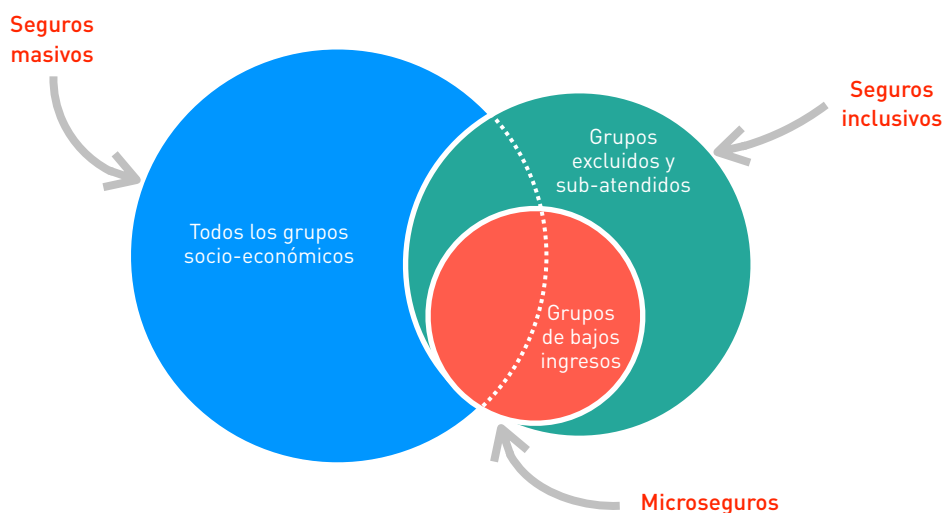 Seguros
masivos
Seguros
inclusivos
Grupos
excluidos y
sub-atendidos
Todos los grupos
socio-económicos
Grupos
de bajos
ingresos
Microseguros